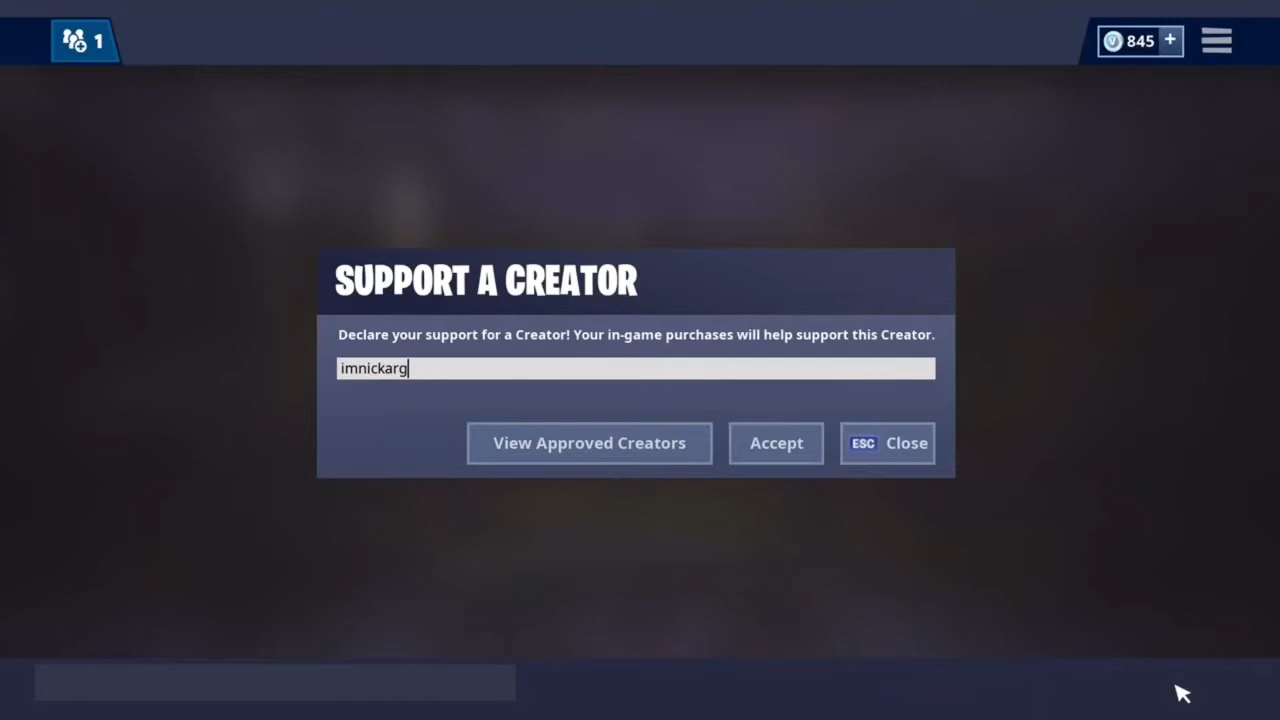 1
845 +
SUPPORT A CREATOR
Declare your support for a Creator! Your in-game purchases will help support this Creator.
imnickarg
View Approved Creators
Accept
ESC Close